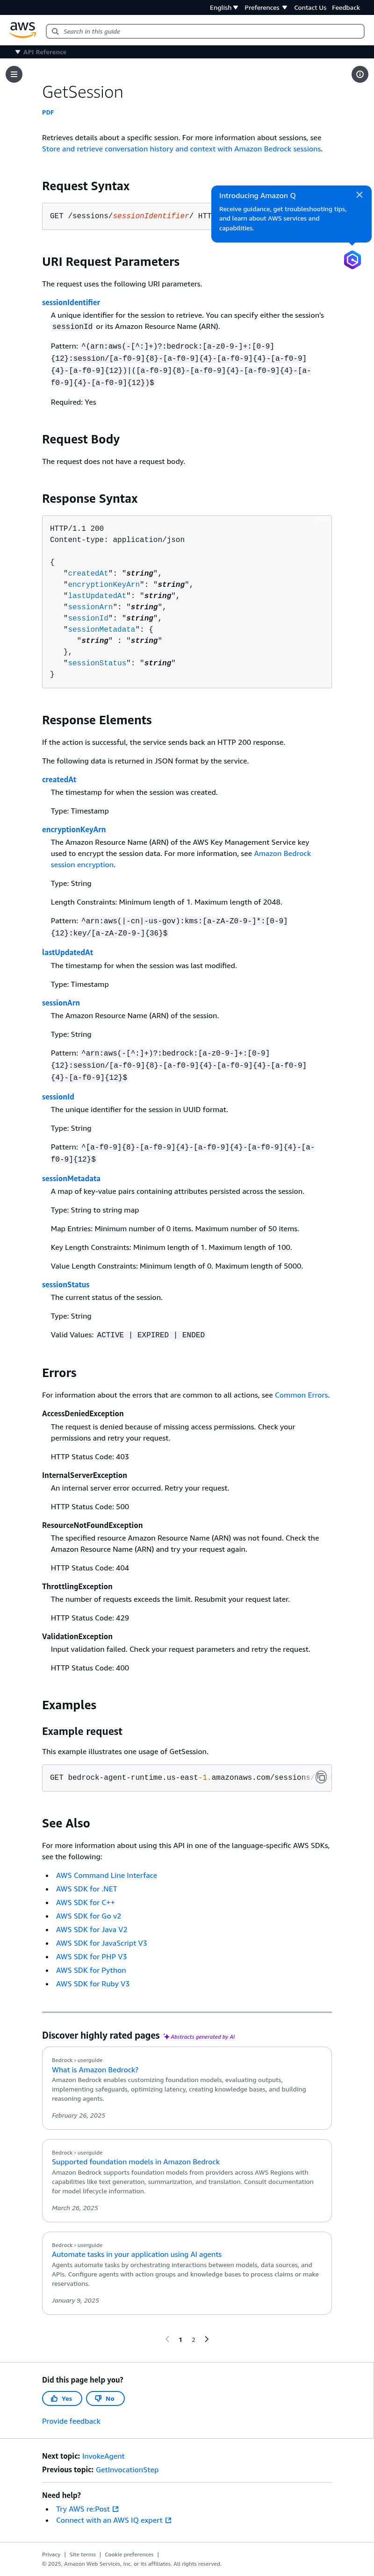 English
Preferences
Contact Us
Feedback
aws
Search in this guide
API Reference
GetSession
PDF
Retrieves details about a specific session. For more information about sessions, see
Store and retrieve conversation history and context with Amazon Bedrock sessions.
Request Syntax
GET /sessions/sessionIdentifier/ HTT
Introducing Amazon Q
Receive guidance, get troubleshooting tips,
and learn about AWS services and
capabilities.
URI Request Parameters
The request uses the following URI parameters.
sessionIdentifier
A unique identifier for the session to retrieve. You can specify either the session's
sessionId or its Amazon Resource Name (ARN).
Pattern: ^(arn:aws(-[^:]+)?:bedrock:[a-z0-9-]+:[0-9]
{12}:session/[a-f0-9]{8}-[a-f0-9]{4}-[a-f0-9]{4}-[a-f0-9]
{4}-[a-f0-9]{12})|([a-f0-9]{8}-[a-f0-9]{4}-[a-f0-9]{4}-[a-
f0-9]{4}-[a-f0-9]{12})$
Required: Yes
Request Body
The request does not have a request body.
Response Syntax
HTTP/1.1 200
Content-type: application/json
{
"createdAt": "string",
"encryptionKeyArn": "string",
"lastUpdatedAt": "string",
"sessionArn": "string",
"sessionId": "string",
"sessionMetadata": {
"string" : "string"
},
"sessionStatus": "string"
}
Response Elements
If the action is successful, the service sends back an HTTP 200 response.
The following data is returned in JSON format by the service.
createdAt
The timestamp for when the session was created.
Type: Timestamp
encryptionKeyArn
The Amazon Resource Name (ARN) of the AWS Key Management Service key
used to encrypt the session data. For more information, see Amazon Bedrock
session encryption.
Type: String
Length Constraints: Minimum length of 1. Maximum length of 2048.
Pattern: ^arn:aws(|-cn|-us-gov):kms:[a-zA-Z0-9-]*:[0-9]
{12}:key/[a-zA-Z0-9-]{36}$
lastUpdatedAt
The timestamp for when the session was last modified.
Type: Timestamp
sessionArn
The Amazon Resource Name (ARN) of the session.
Type: String
Pattern: ^arn:aws(-[^:]+)?:bedrock:[a-z0-9-]+:[0-9]
{12}:session/[a-f0-9]{8}-[a-f0-9]{4}-[a-f0-9]{4}-[a-f0-9]
{4}-[a-f0-9]{12}$
sessionId
The unique identifier for the session in UUID format.
Type: String
Pattern: ^[a-f0-9]{8}-[a-f0-9]{4}-[a-f0-9]{4}-[a-f0-9]{4}-[a-
f0-9]{12}$
sessionMetadata
A map of key-value pairs containing attributes persisted across the session.
Type: String to string map
Map Entries: Minimum number of 0 items. Maximum number of 50 items.
Key Length Constraints: Minimum length of 1. Maximum length of 100.
Value Length Constraints: Minimum length of 0. Maximum length of 5000.
sessionStatus
The current status of the session.
Type: String
Valid Values: ACTIVE | EXPIRED | ENDED
Errors
For information about the errors that are common to all actions, see Common Errors.
AccessDeniedException
The request is denied because of missing access permissions. Check your
permissions and retry your request.
HTTP Status Code: 403
InternalServerException
An internal server error occurred. Retry your request.
HTTP Status Code: 500
ResourceNotFoundException
The specified resource Amazon Resource Name (ARN) was not found. Check the
Amazon Resource Name (ARN) and try your request again.
HTTP Status Code: 404
ThrottlingException
The number of requests exceeds the limit. Resubmit your request later.
HTTP Status Code: 429
ValidationException
Input validation failed. Check your request parameters and retry the request.
HTTP Status Code: 400
Examples
Example request
This example illustrates one usage of GetSession.
GET bedrock-agent-runtime.us-east-1.amazonaws.com/sessions/
See Also
For more information about using this API in one of the language-specific AWS SDKs,
see the following:
AWS Command Line Interface
AWS SDK for .NET
AWS SDK for C++
AWS SDK for Go v2
AWS SDK for Java V2
AWS SDK for JavaScript V3
AWS SDK for PHP V3
AWS SDK for Python
AWS SDK for Ruby V3
Discover highly rated pages Abstracts generated by AI
Bedrock › userguide
What is Amazon Bedrock?
Amazon Bedrock enables customizing foundation models, evaluating outputs,
implementing safeguards, optimizing latency, creating knowledge bases, and building
reasoning agents.
February 26, 2025
Bedrock › userguide
Supported foundation models in Amazon Bedrock
Amazon Bedrock supports foundation models from providers across AWS Regions with
capabilities like text generation, summarization, and translation. Consult documentation
for model lifecycle information.
March 26, 2025
Bedrock › userguide
Automate tasks in your application using AI agents
Agents automate tasks by orchestrating interactions between models, data sources, and
APIs. Configure agents with action groups and knowledge bases to process claims or make
reservations.
January 9, 2025
1 2
Did this page help you?
Yes
No
Provide feedback
Next topic: InvokeAgent
Previous topic: GetInvocationStep
Need help?
Try AWS re:Post
Connect with an AWS IQ expert
Privacy | Site terms | Cookie preferences |
© 2025, Amazon Web Services, Inc. or its affiliates. All rights reserved.